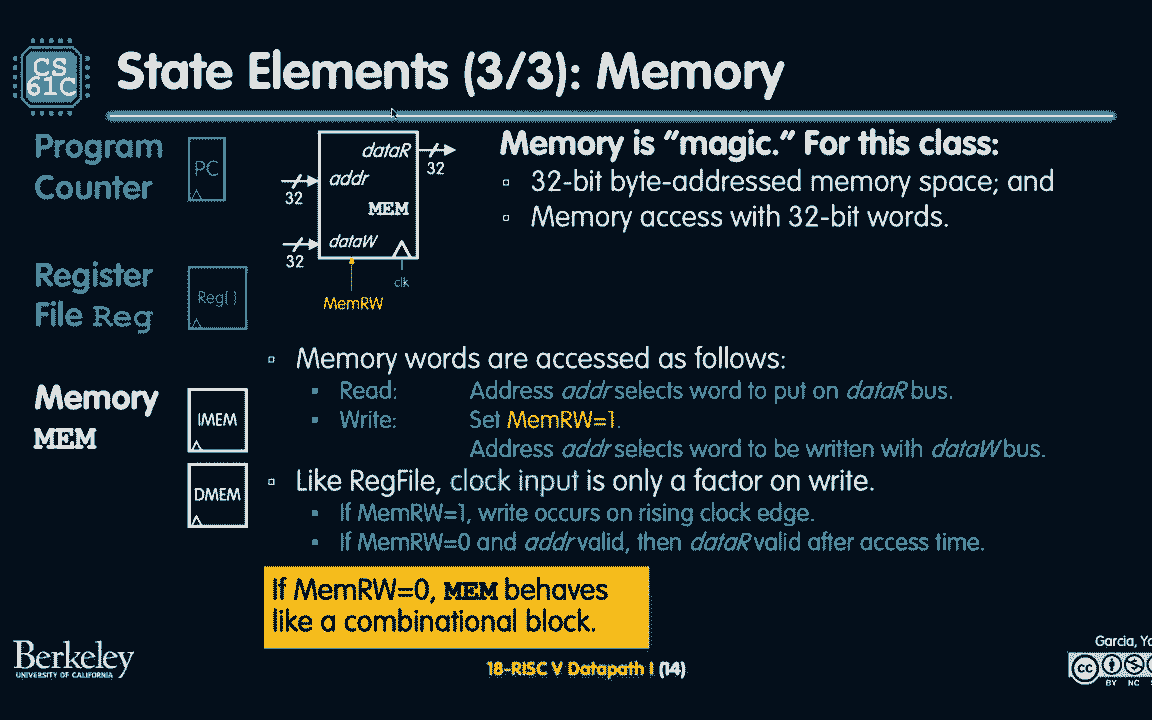 CS
61C
State Elements (3/3): Memory
Program
Counter
PC
Register
File Reg
Reg[ ]
Memory
MEM
IMEM
DMEM
dataR
32
addr
32
MEM
dataW
32
clk
MemRW
Memory is ”magic.” For this class:
▫ 32-bit byte-addressed memory space; and
▫ Memory access with 32-bit words.
▫ Memory words are accessed as follows:
▪ Read: Address addr selects word to put on dataR bus.
▪ Write: Set MemRW=1.
Address addr selects word to be written with dataW bus.
▫ Like RegFile, clock input is only a factor on write.
▪ If MemRW=1, write occurs on rising clock edge.
▪ If MemRW=0 and addr valid, then dataR valid after access time.
If MemRW=0, MEM behaves
like a combinational block.
Berkeley
UNIVERSITY OF CALIFORNIA
18-RISC V Datapath I (14)
Garcia,
cc
BY NC